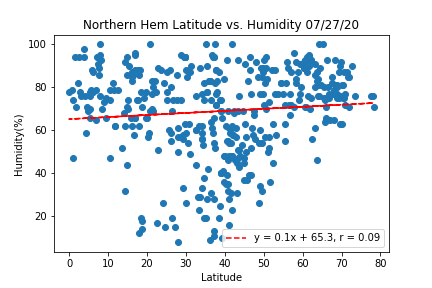 Northern Hem Latitude vs. Humidity 07/27/20
100
80
60
40
20
Humidity(%)
y = 0.1x + 65.3, r = 0.09
0 10 20 30 40 50 60 70 80
Latitude